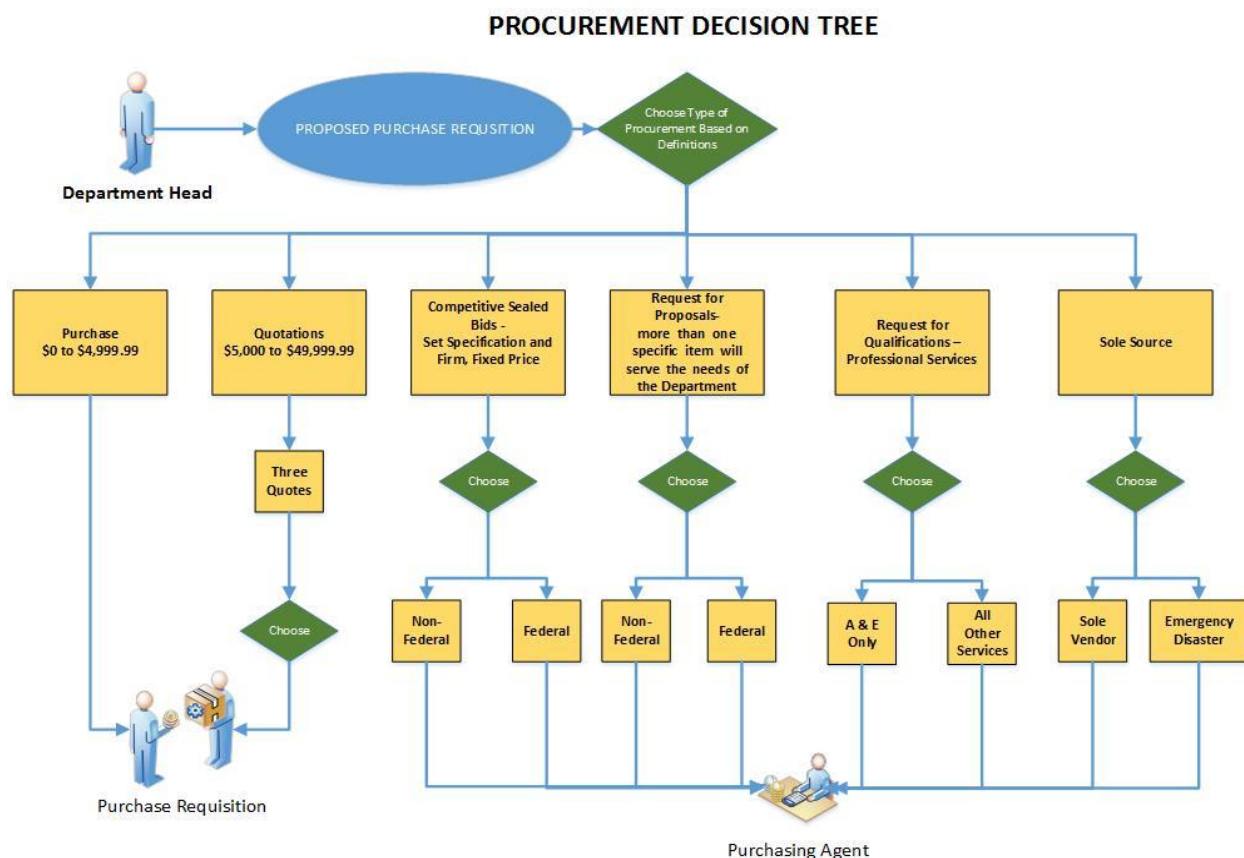 PROCUREMENT DECISION TREE
PROPOSED PURCHASE REQUSITION
Choose Type of
Procurement Based on
Definitions
Department Head
Purchase
$0 to $4,999.99
Quotations
$5,000 to $49,999.99
Competitive Sealed
Bids -
Set Specification and
Firm, Fixed Price
Request for
Proposals-
more than one
specific item will
serve the needs of
the Department
Request for
Qualifications –
Professional Services
Sole Source
Three
Quotes
Choose
Choose
Choose
Choose
Choose
Non-
Federal
Federal
Non-
Federal
Federal
A & E
Only
All
Other
Services
Sole
Vendor
Emergency
Disaster
Purchase Requisition
Purchasing Agent